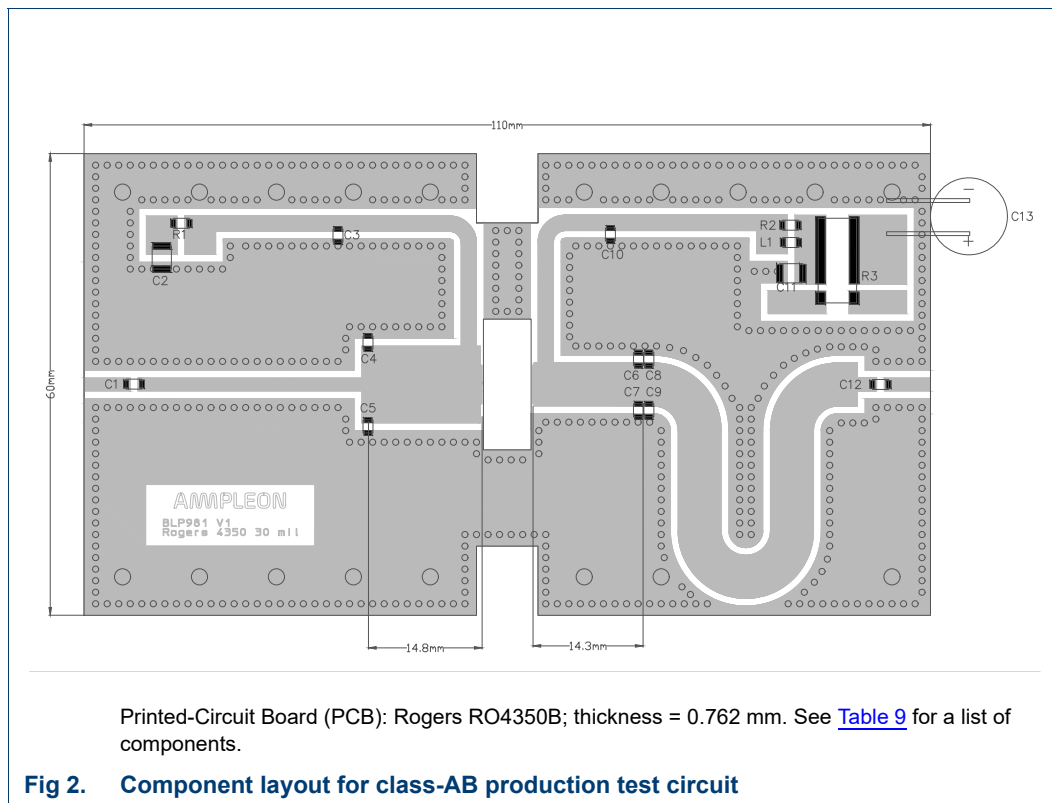 110mm
60mm
C13
R1
C2
C3
C10
R2
L1
C11
R3
C4
C5
C1
C6 C8
C7 C9
C12
AMPLEON
BLP981 V1
Rogers 4350 30 mil
14.8mm
14.3mm
Printed-Circuit Board (PCB): Rogers RO4350B; thickness = 0.762 mm. See Table 9 for a list of
components.
Fig 2. Component layout for class-AB production test circuit